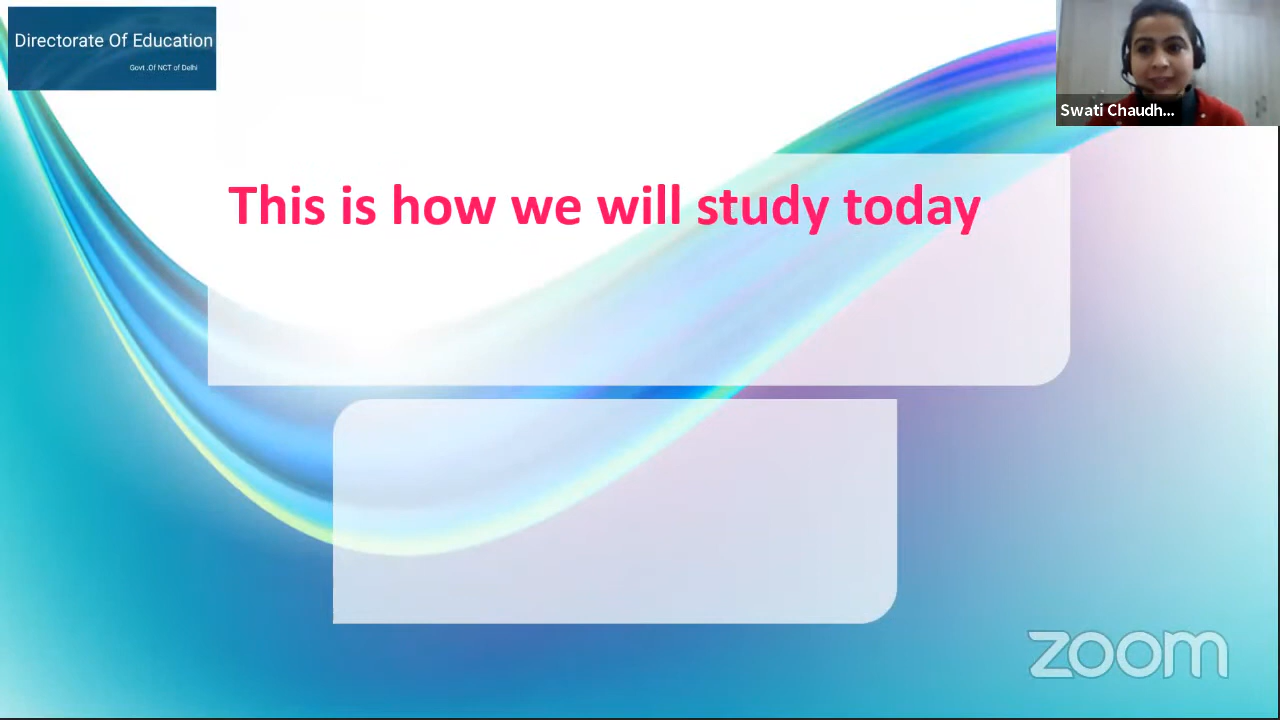 Directorate Of Education
Govt .Of NCT of Delhi
Swati Chaudh...
This is how we will study today
zoom